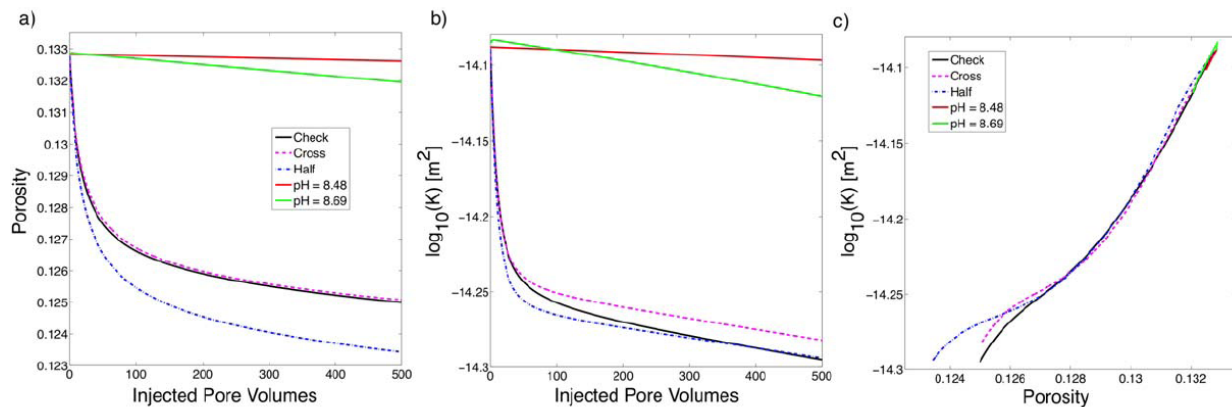 a)
0.133
0.132
0.131
0.13
0.129
0.128
0.127
0.126
0.125
0.124
0.123
Porosity
Check
Cross
Half
pH = 8.48
pH = 8.69
0 100 200 300 400 500
Injected Pore Volumes
b)
−14.1
−14.15
−14.2
−14.25
−14.3
log10(K) [m2]
0 100 200 300 400 500
Injected Pore Volumes
c)
Check
Cross
Half
pH = 8.48
pH = 8.69
−14.1
−14.15
−14.2
−14.25
−14.3
log10(K) [m2]
0.124 0.126 0.128 0.13 0.132
Porosity